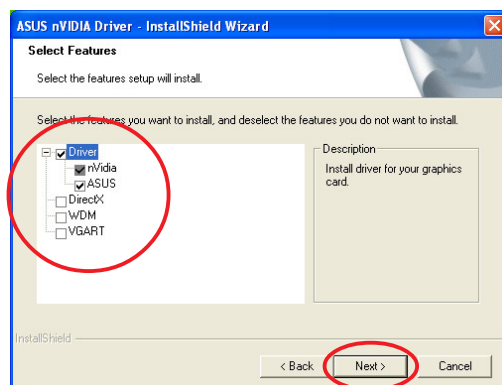 ASUS nVIDIA Driver - InstallShield Wizard
Select Features
Select the features setup will install.
Select the features you want to install, and deselect the features you do not want to install.
Driver
nVidia
ASUS
DirectX
WDM
VGART
Description
Install driver for your graphics
card.
InstallShield
< Back
Next >
Cancel